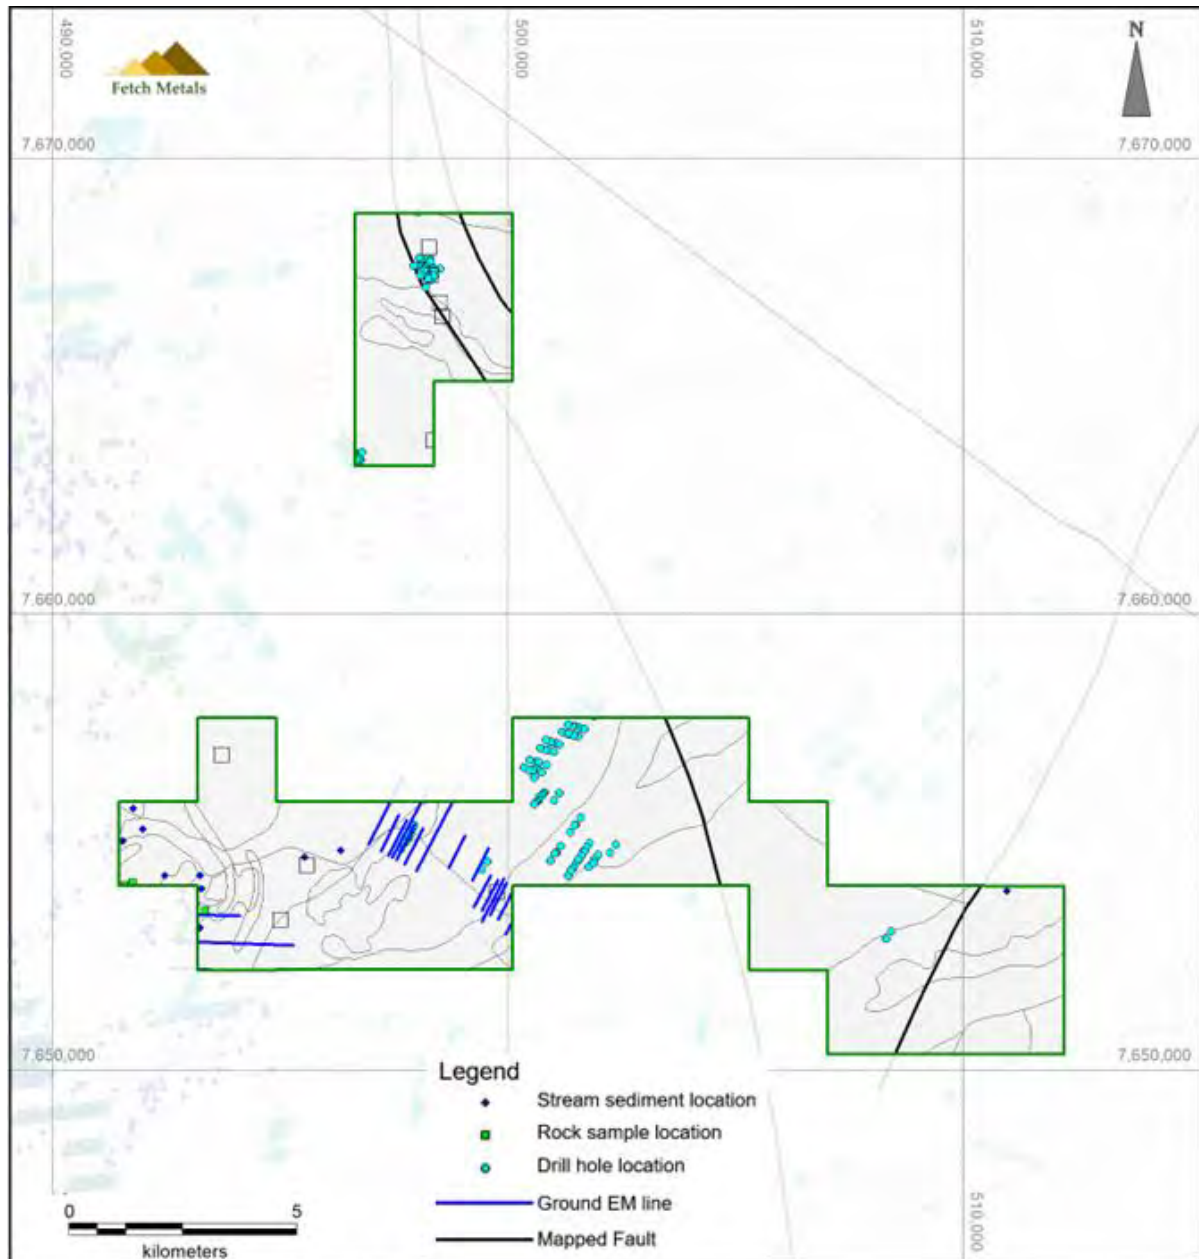 490,000
500,000
510,000
N
Fetch Metals
7,670,000
7,670,000
7,660,000
7,660,000
7,650,000
7,650,000
Legend
Stream sediment location
Rock sample location
Drill hole location
Ground EM line
Mapped Fault
0
5
kilometers
510,000